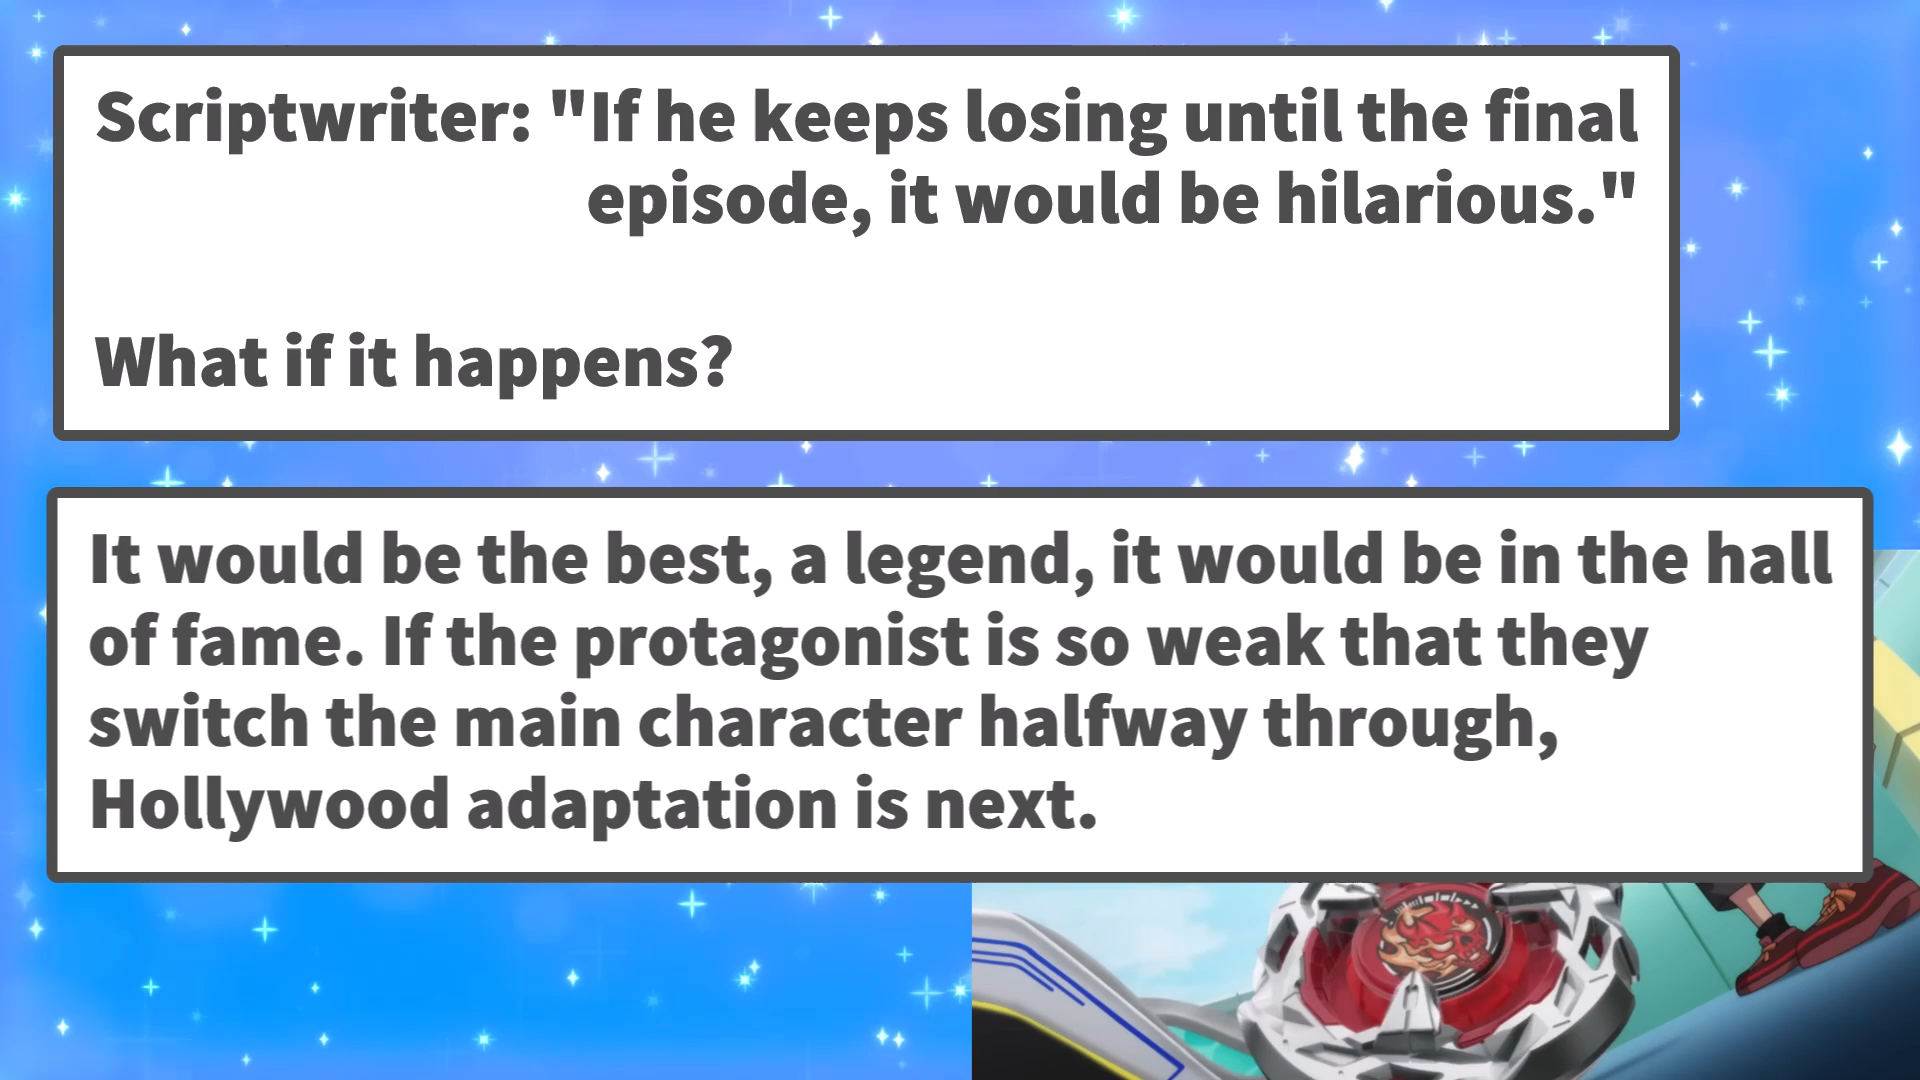 Scriptwriter: "If he keeps losing until the final
episode, it would be hilarious."
What if it happens?
It would be the best, a legend, it would be in the hall
of fame. If the protagonist is so weak that they
switch the main character halfway through,
Hollywood adaptation is next.